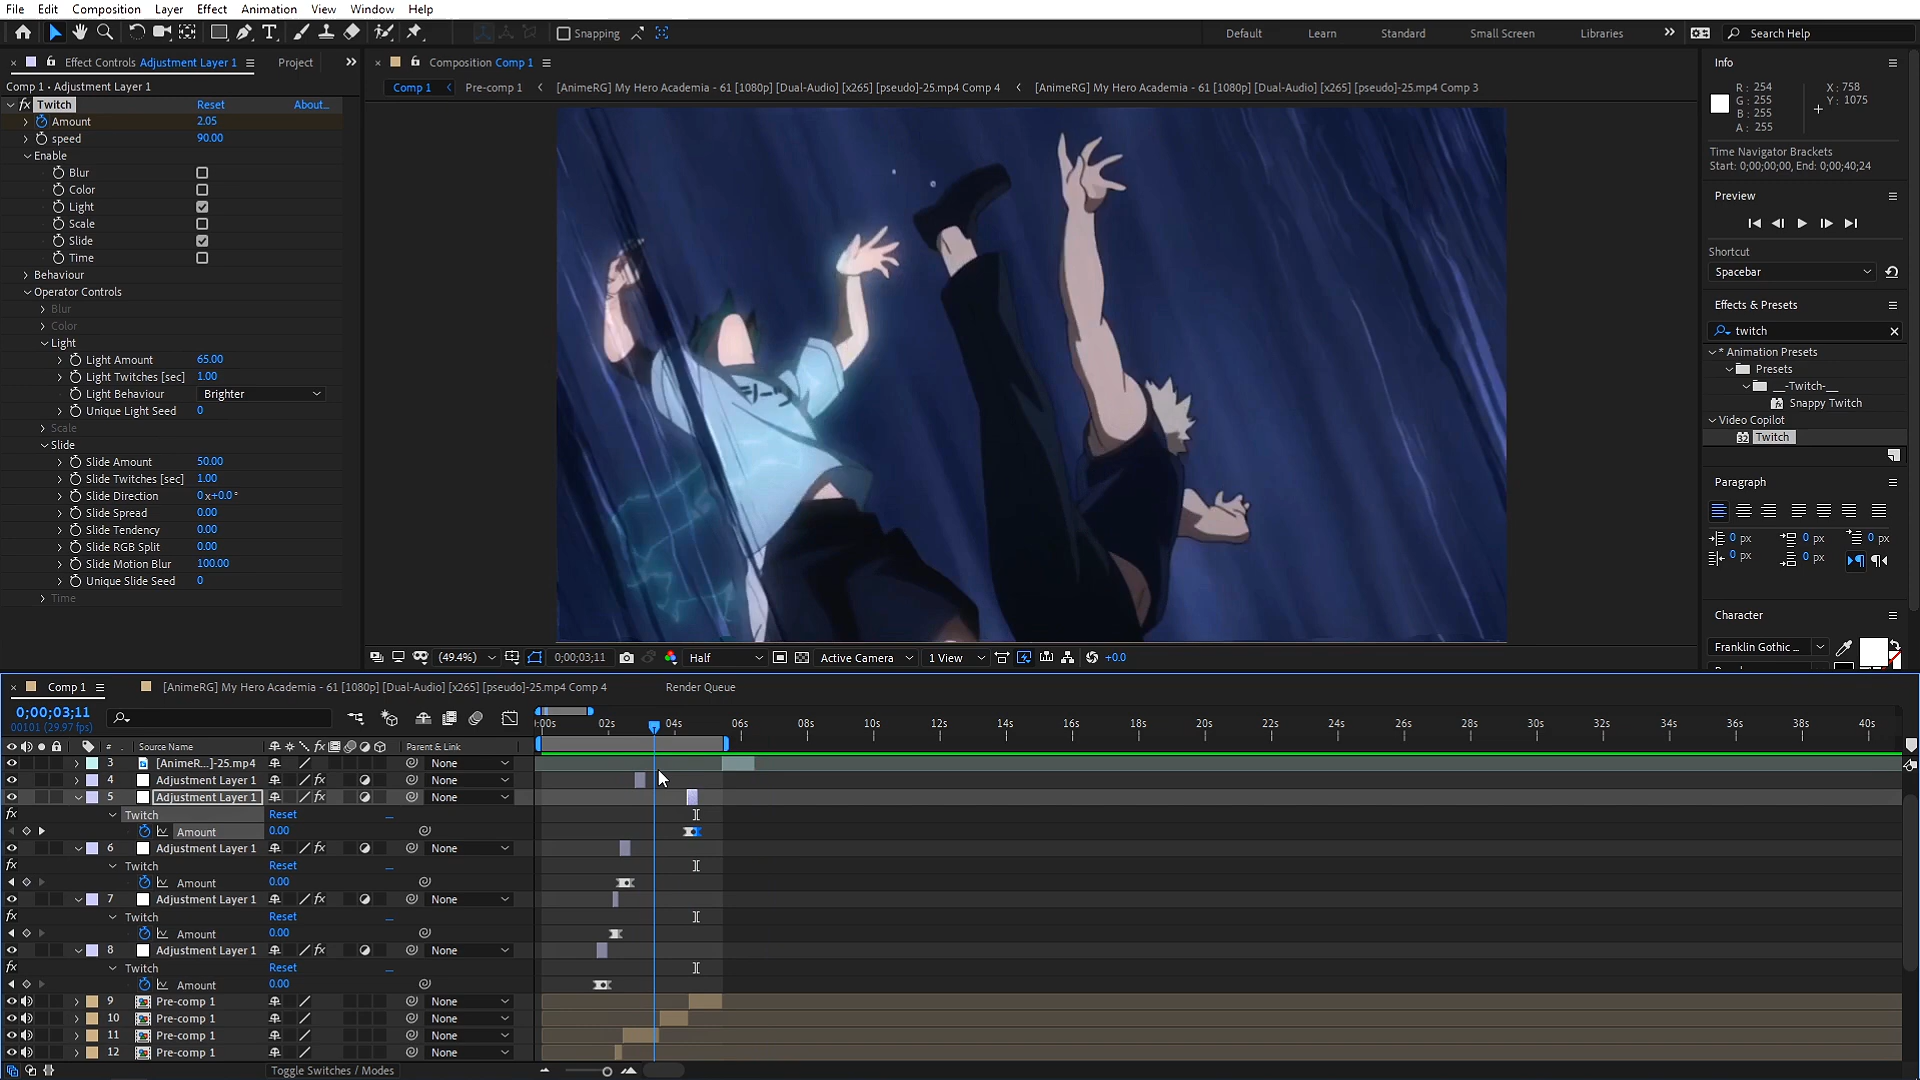 File Edit Composition Layer Effect Animation View Window Help
Snapping Default Learn Standard Small Screen Libraries Search Help
Effect Controls Adjustment Layer 1 Project
Comp 1 • Adjustment Layer 1
fx Twitch Reset About...
Amount 2.05
speed 90.00
Enable
Blur
Color
Light
Scale
Slide
Time
Behaviour
Operator Controls
Blur
Color
Light
Light Amount 65.00
Light Twitches [sec] 1.00
Light Behaviour Brighter
Unique Light Seed 0
Scale
Slide
Slide Amount 50.00
Slide Twitches [sec] 1.00
Slide Direction 0x+0.0°
Slide Spread 0.00
Slide Tendency 0.00
Slide RGB Split 0.00
Slide Motion Blur 100.00
Unique Slide Seed 0
Time
Composition Comp 1
Comp 1 Pre-comp 1 [AnimeRG] My Hero Academia - 61 [1080p] [Dual-Audio] [x265] [pseudo]-25.mp4 Comp 4 [AnimeRG] My Hero Academia - 61 [1080p] [Dual-Audio] [x265] [pseudo]-25.mp4 Comp 3
シーツ
(49.4%) 0;00;03;11 Half Active Camera 1 View +0.0
Info
R: 254
G: 255
B: 255
A: 255
X: 758
Y: 1075
Time Navigator Brackets
Start: 0;00;00;00, End: 0;00;40;24
Preview
Shortcut
Spacebar
Effects & Presets
twitch
* Animation Presets
Presets
__-Twitch-__
Snappy Twitch
Video Copilot
Twitch
Paragraph
0 px 0 px 0 px
0 px 0 px
Character
Franklin Gothic ...
Comp 1 [AnimeRG] My Hero Academia - 61 [1080p] [Dual-Audio] [x265] [pseudo]-25.mp4 Comp 4 Render Queue
0;00;03;11
00101 (29.97 fps)
:00s 02s 04s 06s 08s 10s 12s 14s 16s 18s 20s 22s 24s 26s 28s 30s 32s 34s 36s 38s 40s
# Source Name Parent & Link
3 [AnimeR...]-25.mp4 None
4 Adjustment Layer 1 fx None
5 Adjustment Layer 1 fx None
fx Twitch Reset
Amount 0.00
6 Adjustment Layer 1 fx None
fx Twitch Reset
Amount 0.00
7 Adjustment Layer 1 fx None
fx Twitch Reset
Amount 0.00
8 Adjustment Layer 1 fx None
fx Twitch Reset
Amount 0.00
9 Pre-comp 1 None
10 Pre-comp 1 None
11 Pre-comp 1 None
12 Pre-comp 1 None
Toggle Switches / Modes